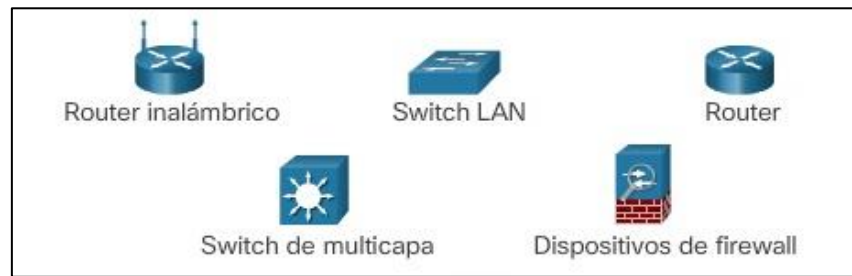 Router inalámbrico
Switch LAN
Router
Switch de multicapa
Dispositivos de firewall